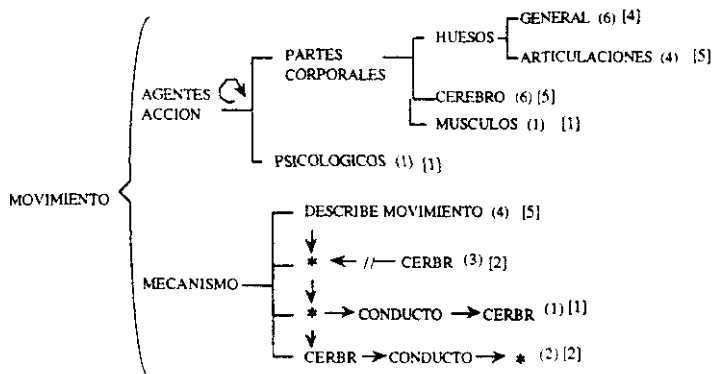 GENERAL (6) [4]
HUESOS
ARTICULACIONES (4) [5]
PARTES
CORPORALES
CEREBRO (6) [5]
MUSCULOS (1) [1]
AGENTES
ACCION
PSICOLOGICOS (1) [1]
MOVIMIENTO
DESCRIBE MOVIMIENTO (4) [5]
* ← // — CERBR (3) [2]
MECANISMO
* → CONDUCTO → CERBR (1) [1]
CERBR → CONDUCTO → * (2) [2]